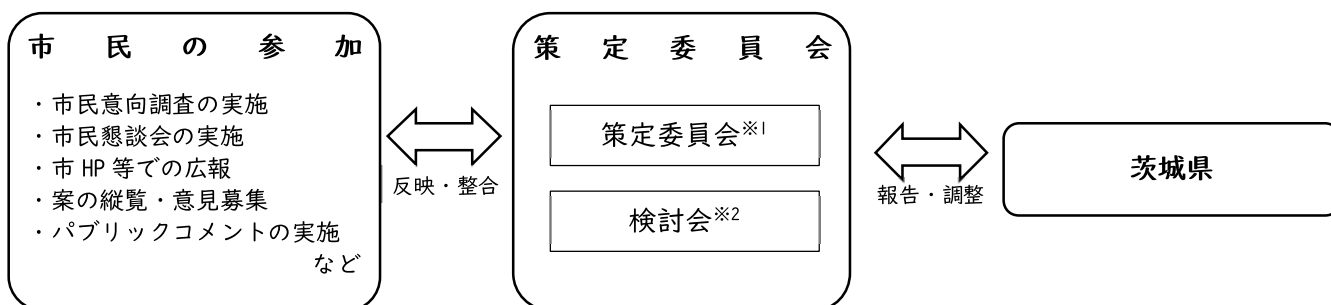 市民の参加
・市民意向調査の実施
・市民懇談会の実施
・市 HP 等での広報
・案の縦覧・意見募集
・パブリックコメントの実施
など
反映・整合
策定委員会
策定委員会※1
検討会※2
報告・調整
茨城県